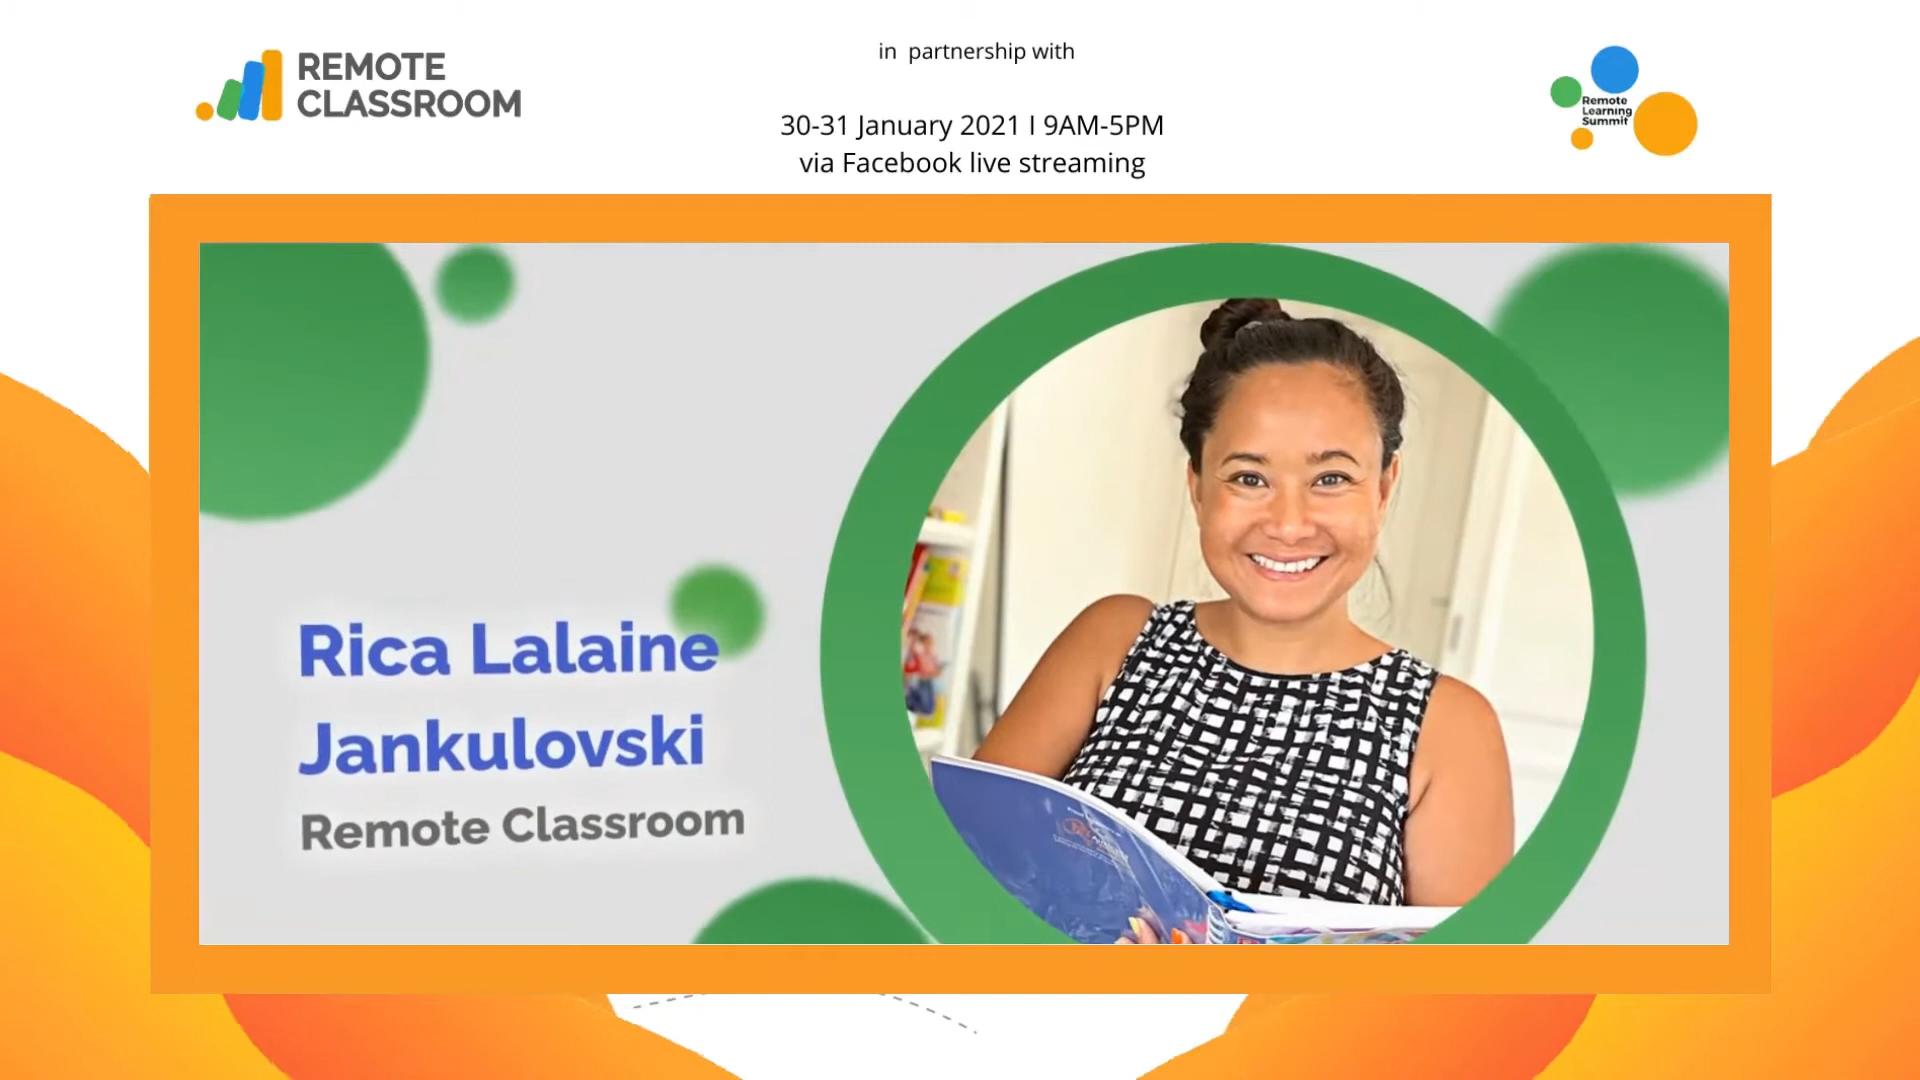 REMOTE
CLASSROOM
in partnership with
30-31 January 2021 I 9AM-5PM
via Facebook live streaming
Remote
Learning
Summit
Rica Lalaine
Jankulovski
Remote Classroom